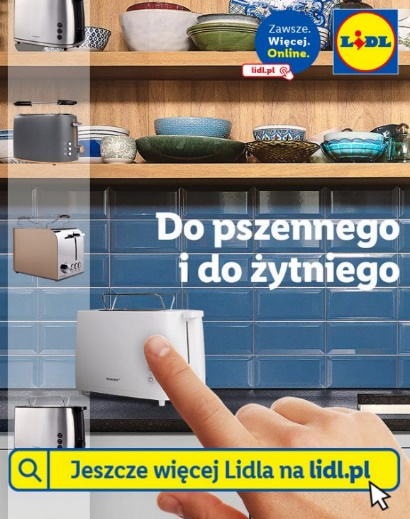 Zawsze.
Więcej.
Online.
lidl.pl
LIDL
Do pszennego
i do żytniego
Jeszcze więcej Lidla na lidl.pl